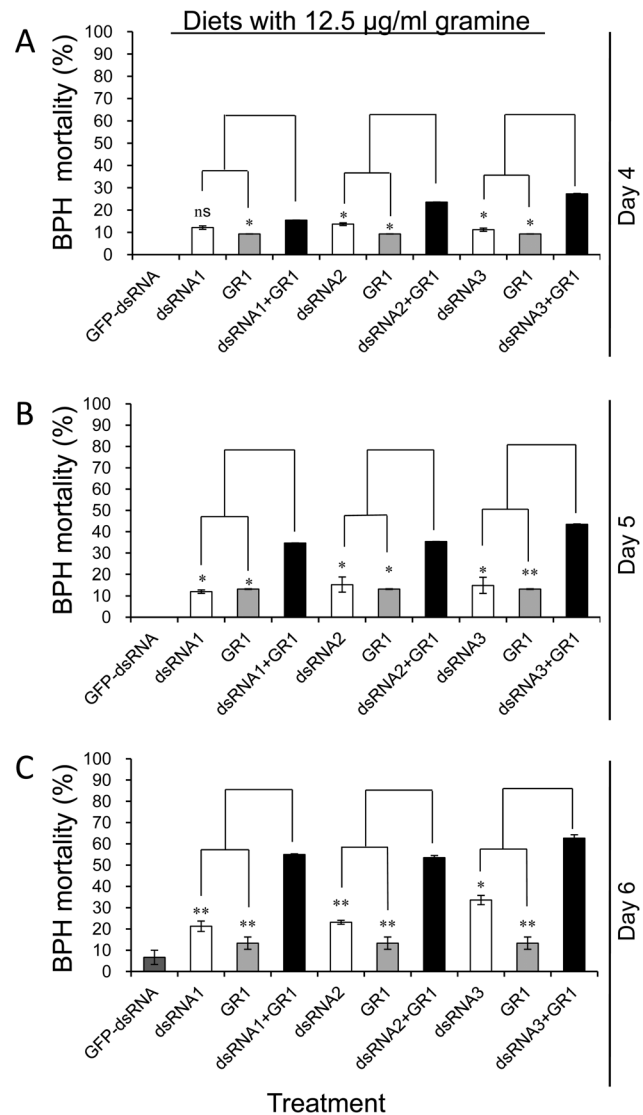 Diets with 12.5 µg/ml gramine
A
BPH mortality (%)
100
90
80
70
60
50
40
30
20
10
0
ns
*
*
*
*
*
GFP-dsRNA
dsRNA1
GR1
dsRNA1+GR1
dsRNA2
GR1
dsRNA2+GR1
dsRNA3
GR1
dsRNA3+GR1
Day 4
B
BPH mortality (%)
100
90
80
70
60
50
40
30
20
10
0
*
*
*
*
*
**
GFP-dsRNA
dsRNA1
GR1
dsRNA1+GR1
dsRNA2
GR1
dsRNA2+GR1
dsRNA3
GR1
dsRNA3+GR1
Day 5
C
BPH mortality (%)
100
90
80
70
60
50
40
30
20
10
0
**
**
**
**
*
**
GFP-dsRNA
dsRNA1
GR1
dsRNA1+GR1
dsRNA2
GR1
dsRNA2+GR1
dsRNA3
GR1
dsRNA3+GR1
Day 6
Treatment